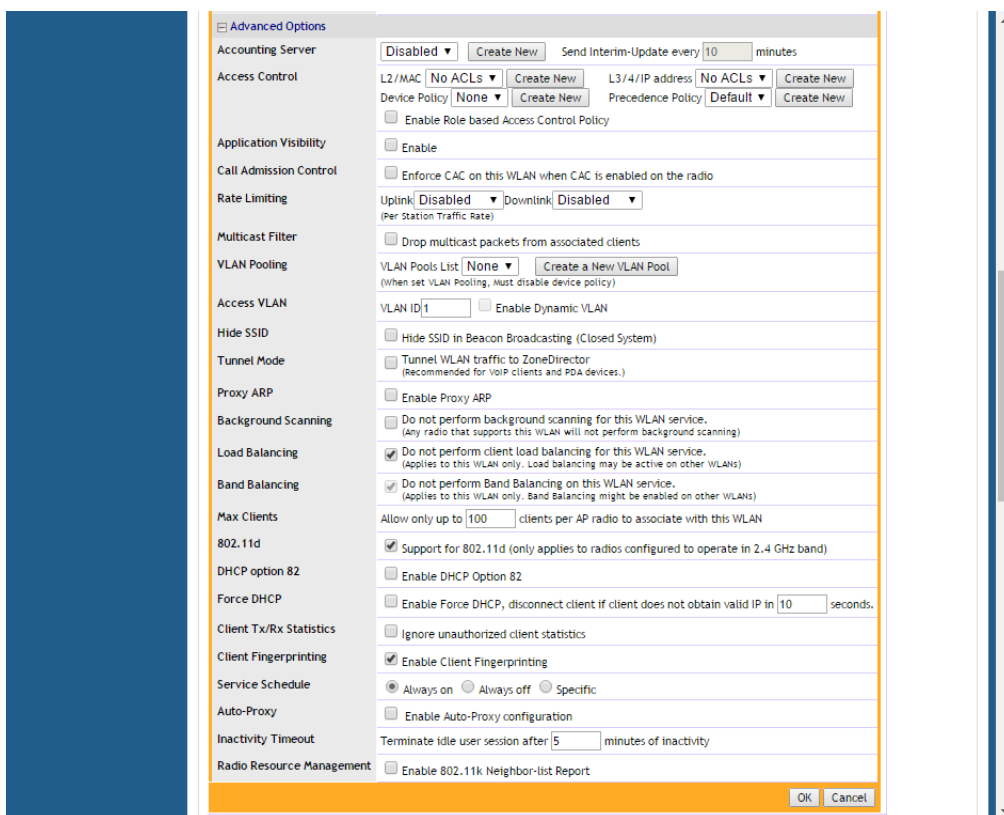 Advanced Options
Accounting Server Disabled Create New Send Interim-Update every 10 minutes
Access Control L2/MAC No ACLs Create New L3/4/IP address No ACLs Create New
Device Policy None Create New Precedence Policy Default Create New
Enable Role based Access Control Policy
Application Visibility Enable
Call Admission Control Enforce CAC on this WLAN when CAC is enabled on the radio
Rate Limiting Uplink Disabled Downlink Disabled
(Per Station Traffic Rate)
Multicast Filter Drop multicast packets from associated clients
VLAN Pooling VLAN Pools List None Create a New VLAN Pool
(When set VLAN Pooling, Must disable device policy)
Access VLAN VLAN ID 1 Enable Dynamic VLAN
Hide SSID Hide SSID in Beacon Broadcasting (Closed System)
Tunnel Mode Tunnel WLAN traffic to ZoneDirector
(Recommended for VoIP clients and PDA devices.)
Proxy ARP Enable Proxy ARP
Background Scanning Do not perform background scanning for this WLAN service.
(Any radio that supports this WLAN will not perform background scanning)
Load Balancing Do not perform client load balancing for this WLAN service.
(Applies to this WLAN only. Load balancing may be active on other WLANs)
Band Balancing Do not perform Band Balancing on this WLAN service.
(Applies to this WLAN only. Band Balancing might be enabled on other WLANs)
Max Clients Allow only up to 100 clients per AP radio to associate with this WLAN
802.11d Support for 802.11d (only applies to radios configured to operate in 2.4 GHz band)
DHCP option 82 Enable DHCP Option 82
Force DHCP Enable Force DHCP, disconnect client if client does not obtain valid IP in 10 seconds.
Client Tx/Rx Statistics Ignore unauthorized client statistics
Client Fingerprinting Enable Client Fingerprinting
Service Schedule Always on Always off Specific
Auto-Proxy Enable Auto-Proxy configuration
Inactivity Timeout Terminate idle user session after 5 minutes of inactivity
Radio Resource Management Enable 802.11k Neighbor-list Report
OK Cancel